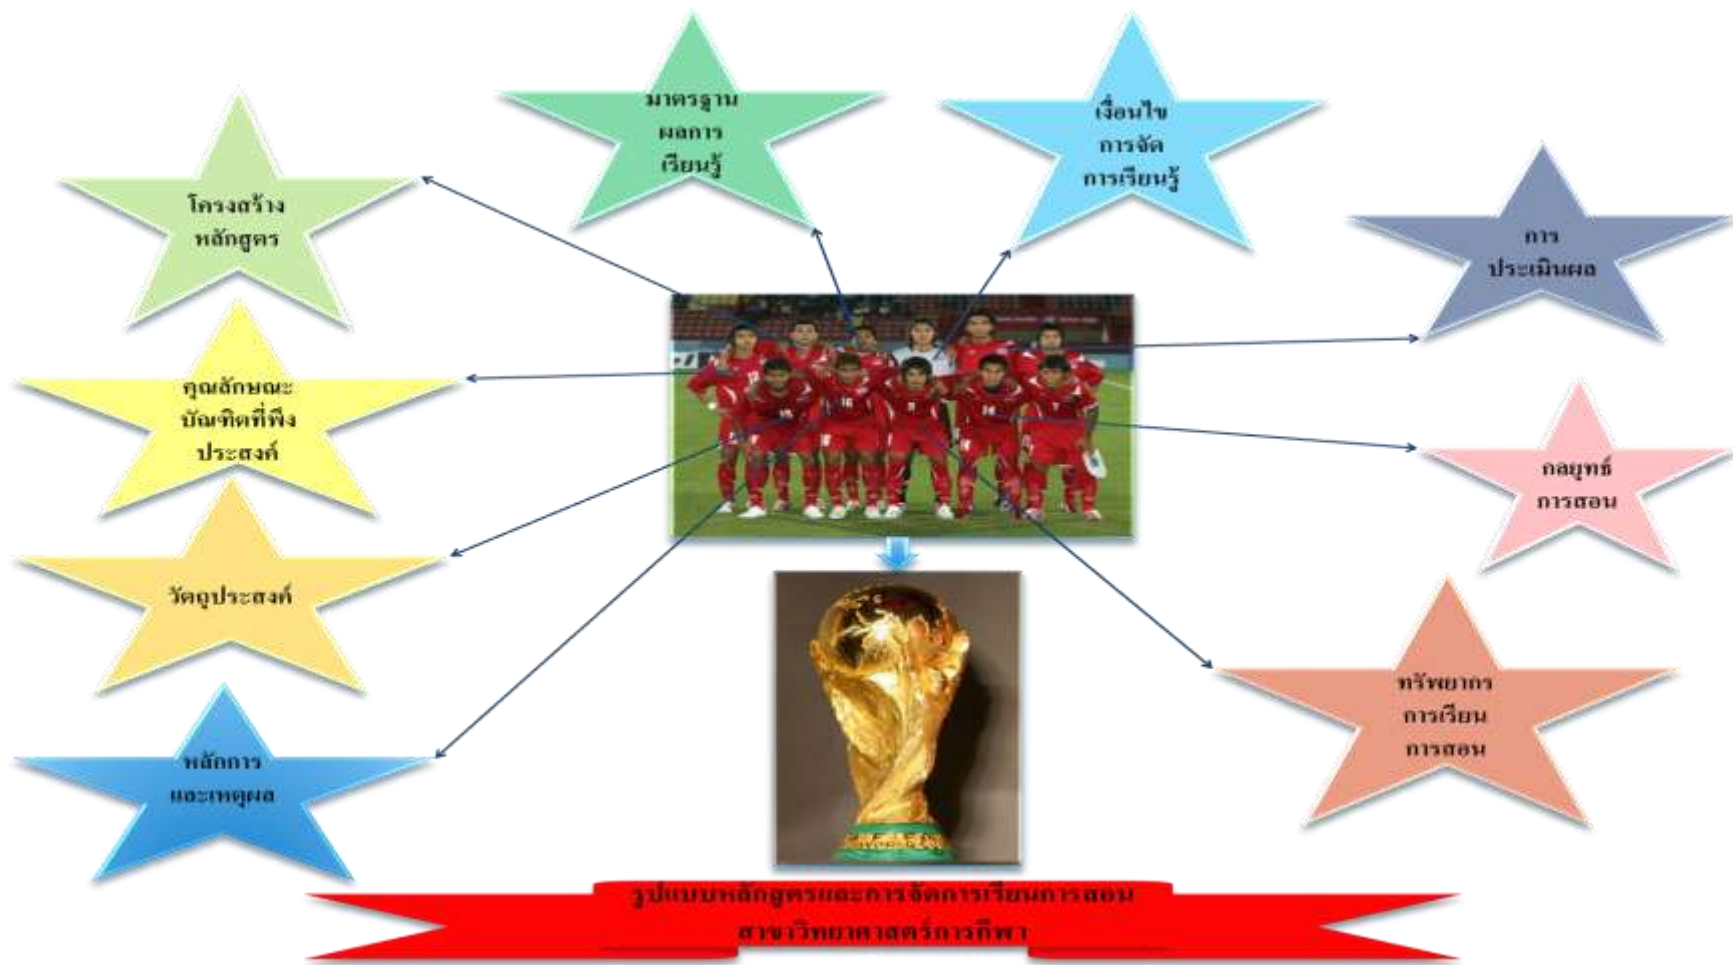 มาตรฐาน
ผลการ
เรียนรู้
เงื่อนไข
การจัด
การเรียนรู้
โครงสร้าง
หลักสูตร
การ
ประเมินผล
คุณลักษณะ
บัณฑิตที่พึง
ประสงค์
กลยุทธ์
การสอน
วัตถุประสงค์
ทรัพยากร
การเรียน
การสอน
หลักการ
และเหตุผล
รูปแบบหลักสูตรและการจัดการเรียนการสอน
สาขาวิทยาศาสตร์การกีฬา